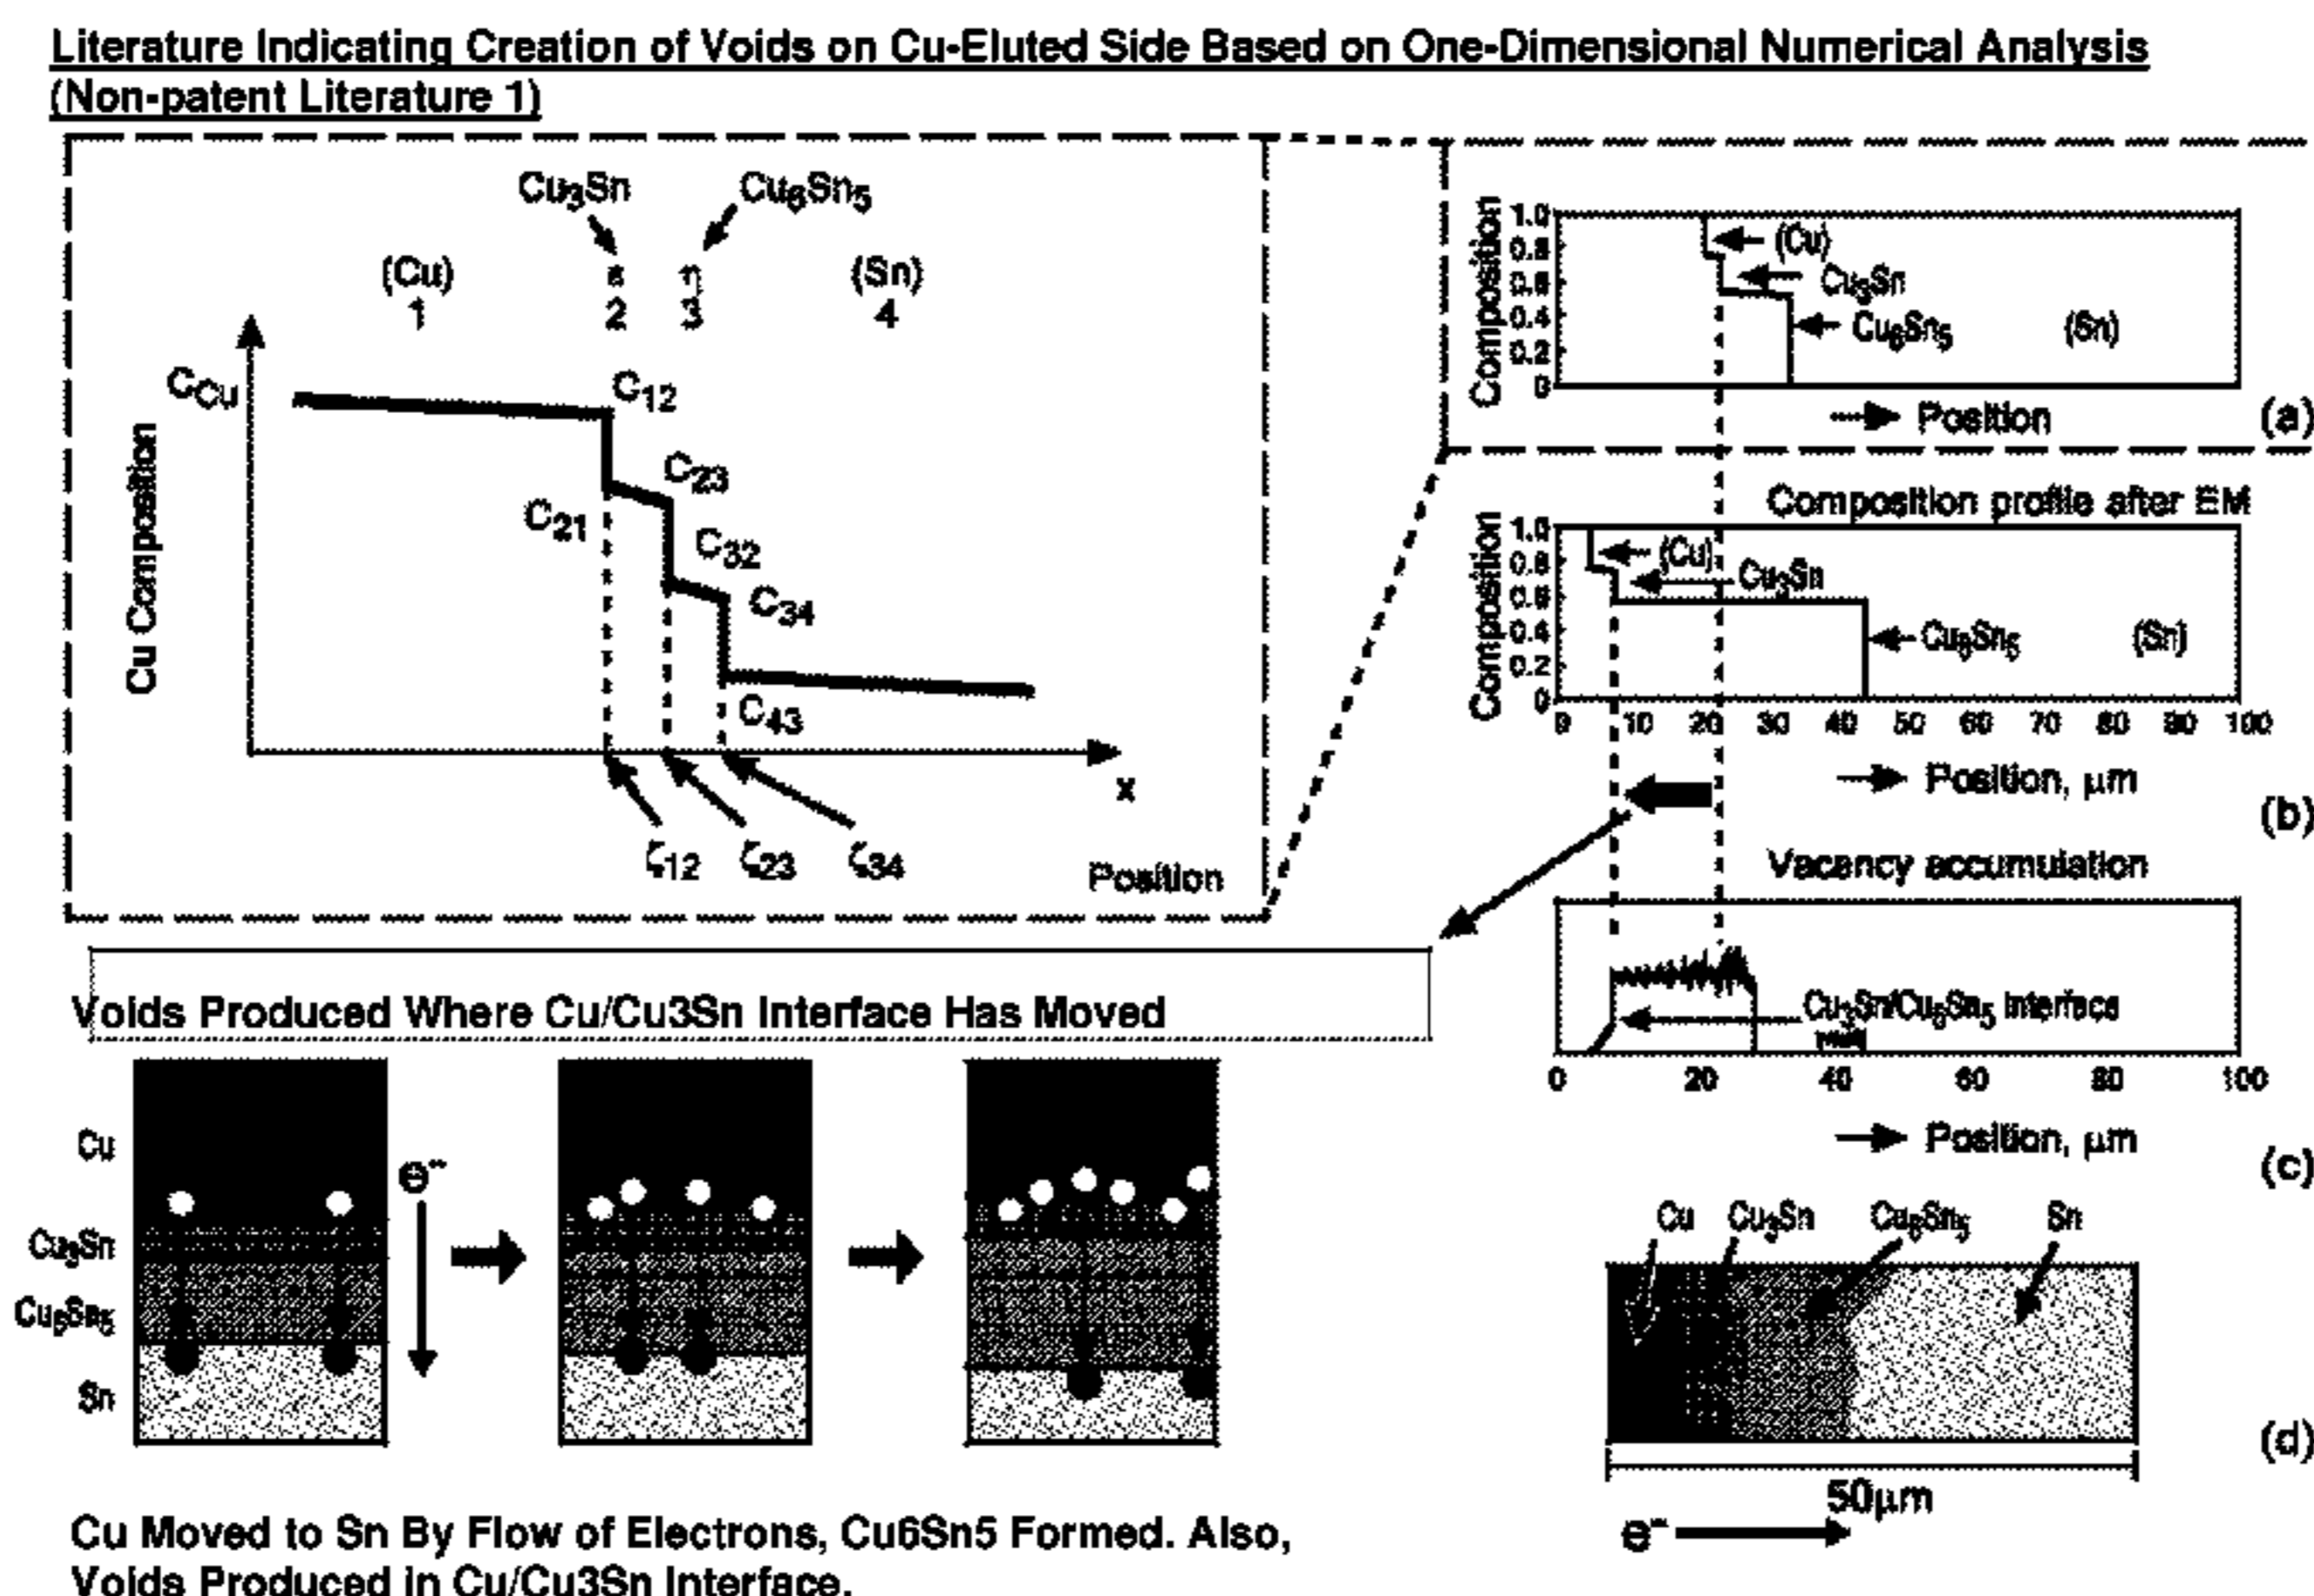 Literature Indicating Creation of Voids on Cu-Eluted Side Based on One-Dimensional Numerical Analysis
(Non-patent Literature 1)
Cu3Sn
Cu6Sn5
(Cu)
1
ε
2
η
3
(Sn)
4
CCu
C12
C21
C23
C32
C34
C43
Cu Composition
x
ζ12
ζ23
ζ34
Position
Composition
1.0
0.8
0.6
0.4
0.2
0
(Cu)
Cu3Sn
Cu6Sn5
(Sn)
Position
(a)
Composition profile after EM
Composition
1.0
0.8
0.6
0.4
0.2
0
(Cu)
Cu3Sn
Cu6Sn5
(Sn)
0 10 20 30 40 50 60 70 80 90 100
Position, μm
(b)
Vacancy accumulation
Cu3Sn/Cu6Sn5 Interface
0 20 40 60 80 100
Position, μm
(c)
Voids Produced Where Cu/Cu3Sn Interface Has Moved
Cu
Cu3Sn
Cu6Sn5
Sn
e-
Cu Cu3Sn Cu6Sn5 Sn
(d)
50μm
e-
Cu Moved to Sn By Flow of Electrons, Cu6Sn5 Formed. Also,
Voids Produced in Cu/Cu3Sn Interface.